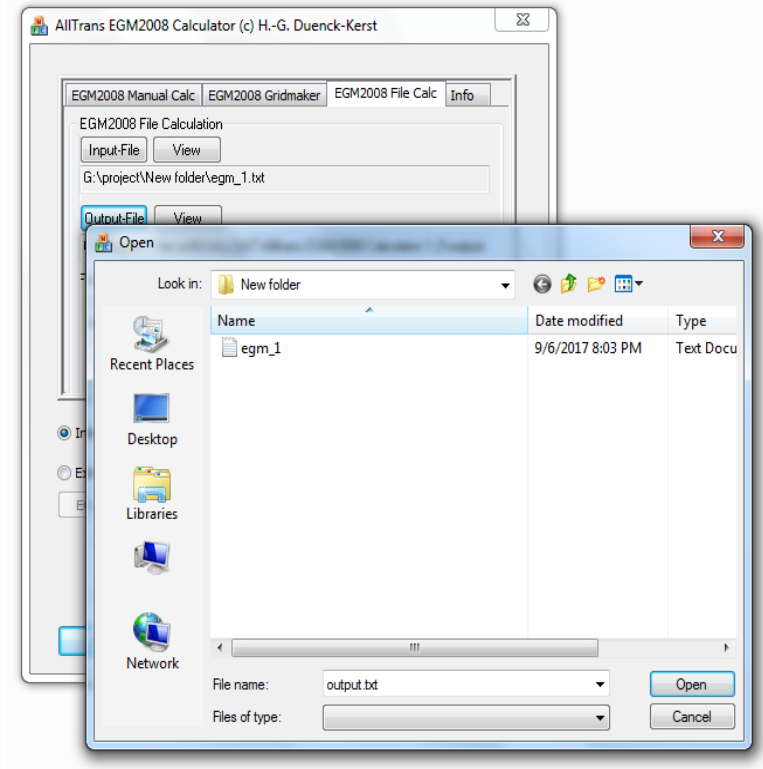 AllTrans EGM2008 Calculator (c) H.-G. Duenck-Kerst
EGM2008 Manual Calc EGM2008 Gridmaker EGM2008 File Calc Info
EGM2008 File Calculation
Input-File View
G:\project\New folder\egm_1.txt
Output-File View
Open
Look in: New folder
Name Date modified Type
egm_1 9/6/2017 8:03 PM Text Docu
Recent Places
Desktop
Libraries
Network
File name: output.txt Open
Files of type: Cancel